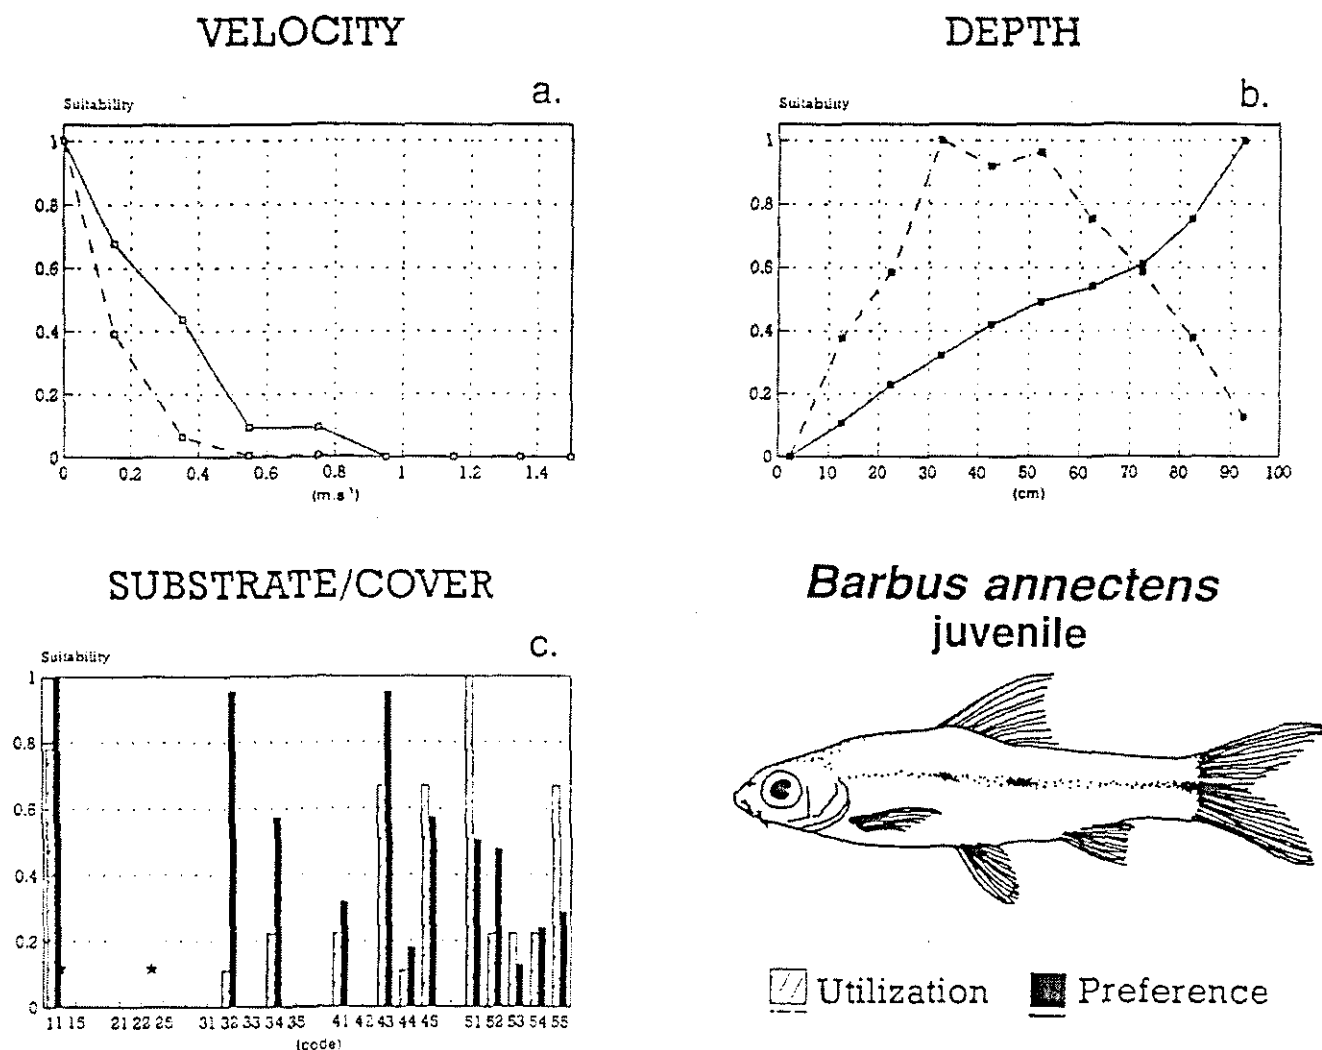 VELOCITY
Suitability
a.
1
0.8
0.6
0.4
0.2
0
0 0.2 0.4 0.6 0.8 1 1.2 1.4
(m.s⁻¹)
DEPTH
Suitability
b.
1
0.8
0.6
0.4
0.2
0
0 10 20 30 40 50 60 70 80 90 100
(cm)
SUBSTRATE/COVER
Suitability
c.
1
0.8
0.6
0.4
0.2
0
11 15 21 22 25 31 32 33 34 35 41 42 43 44 45 51 52 53 54 55
(code)
Barbus annectens
juvenile
Utilization
Preference